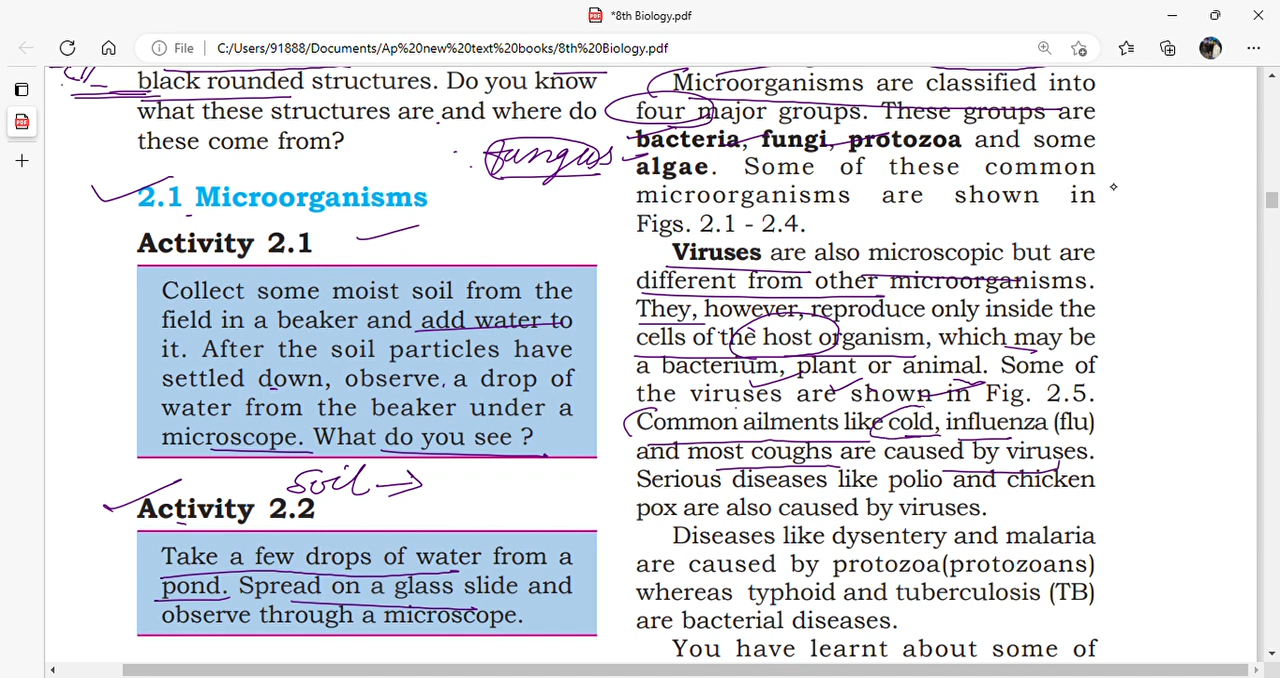 *8th Biology.pdf
File C:/Users/91888/Documents/Ap%20new%20text%20books/8th%20Biology.pdf
black rounded structures. Do you know
what these structures are and where do
these come from?
fungus
2.1 Microorganisms
Activity 2.1
Collect some moist soil from the
field in a beaker and add water to
it. After the soil particles have
settled down, observe a drop of
water from the beaker under a
microscope. What do you see ?
soil →
Activity 2.2
Take a few drops of water from a
pond. Spread on a glass slide and
observe through a microscope.
Microorganisms are classified into
four major groups. These groups are
bacteria, fungi, protozoa and some
algae. Some of these common
microorganisms are shown in
Figs. 2.1 - 2.4.
Viruses are also microscopic but are
different from other microorganisms.
They, however, reproduce only inside the
cells of the host organism, which may be
a bacterium, plant or animal. Some of
the viruses are shown in Fig. 2.5.
Common ailments like cold, influenza (flu)
and most coughs are caused by viruses.
Serious diseases like polio and chicken
pox are also caused by viruses.
Diseases like dysentery and malaria
are caused by protozoa(protozoans)
whereas typhoid and tuberculosis (TB)
are bacterial diseases.
You have learnt about some of